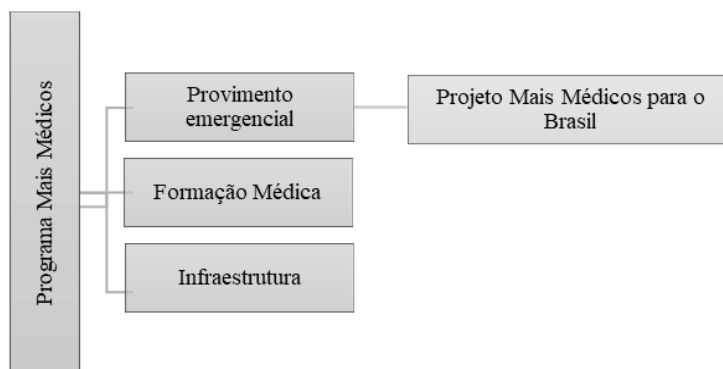 Programa Mais Médicos
Provimento
emergencial
Projeto Mais Médicos para o
Brasil
Formação Médica
Infraestrutura